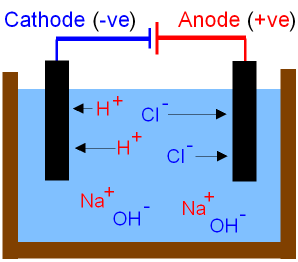 Cathode (-ve) Anode (+ve)
H⁺ Cl⁻
H⁺ Cl⁻
Na⁺ Na⁺
OH⁻ OH⁻